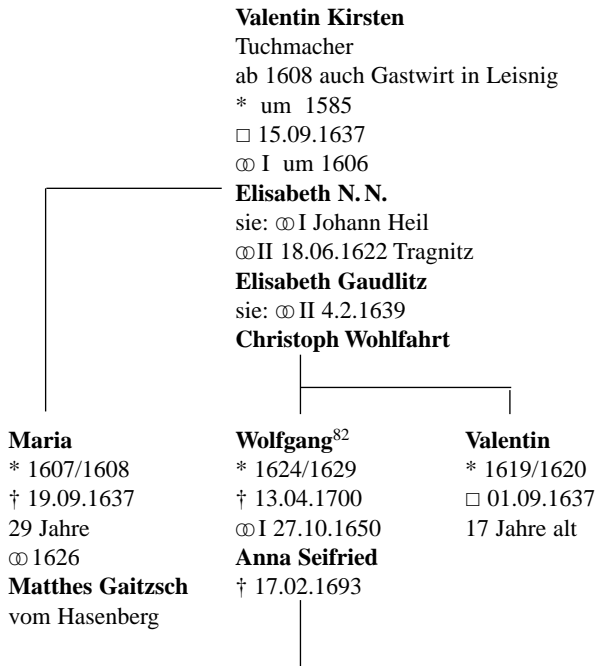 Valentin Kirsten
Tuchmacher
ab 1608 auch Gastwirt in Leisnig
* um 1585
□ 15.09.1637
⚭ I um 1606
Elisabeth N. N.
sie: ⚭ I Johann Heil
⚭ II 18.06.1622 Tragnitz
Elisabeth Gaudlitz
sie: ⚭ II 4.2.1639
Christoph Wohlfahrt
Maria
* 1607/1608
† 19.09.1637
29 Jahre
⚭ 1626
Matthes Gaitzsch
vom Hasenberg
Wolfgang⁸²
* 1624/1629
† 13.04.1700
⚭ I 27.10.1650
Anna Seifried
† 17.02.1693
Valentin
* 1619/1620
□ 01.09.1637
17 Jahre alt